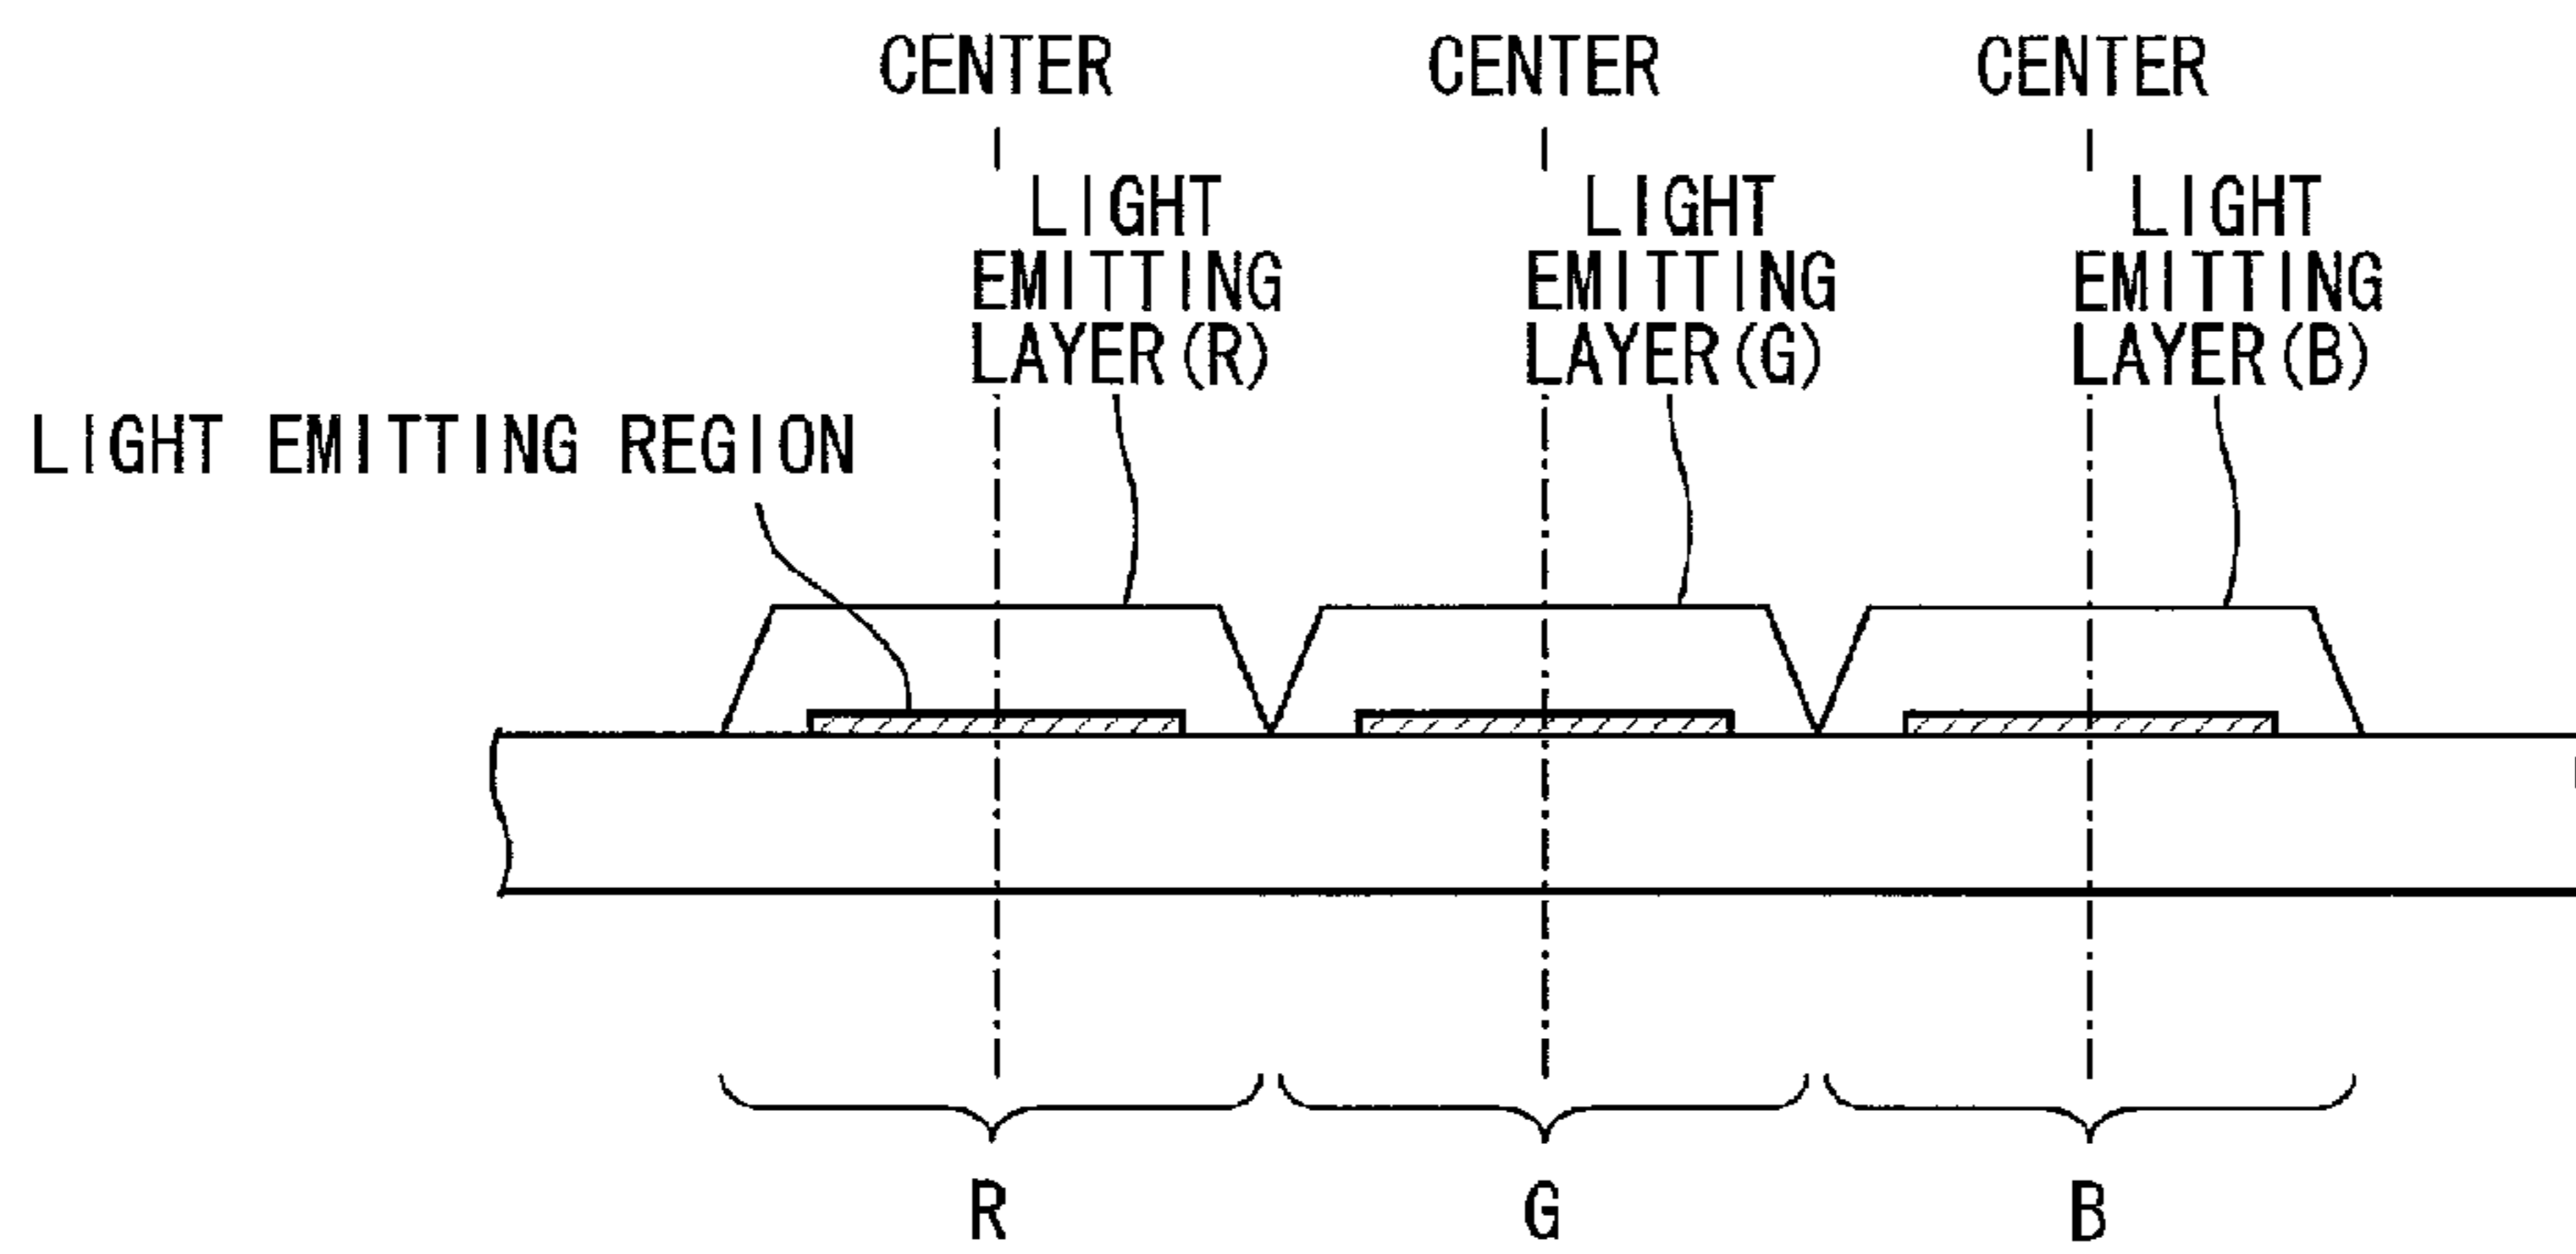 CENTER CENTER CENTER
LIGHT LIGHT LIGHT
EMITTING EMITTING EMITTING
LAYER(R) LAYER(G) LAYER(B)
LIGHT EMITTING REGION
R G B